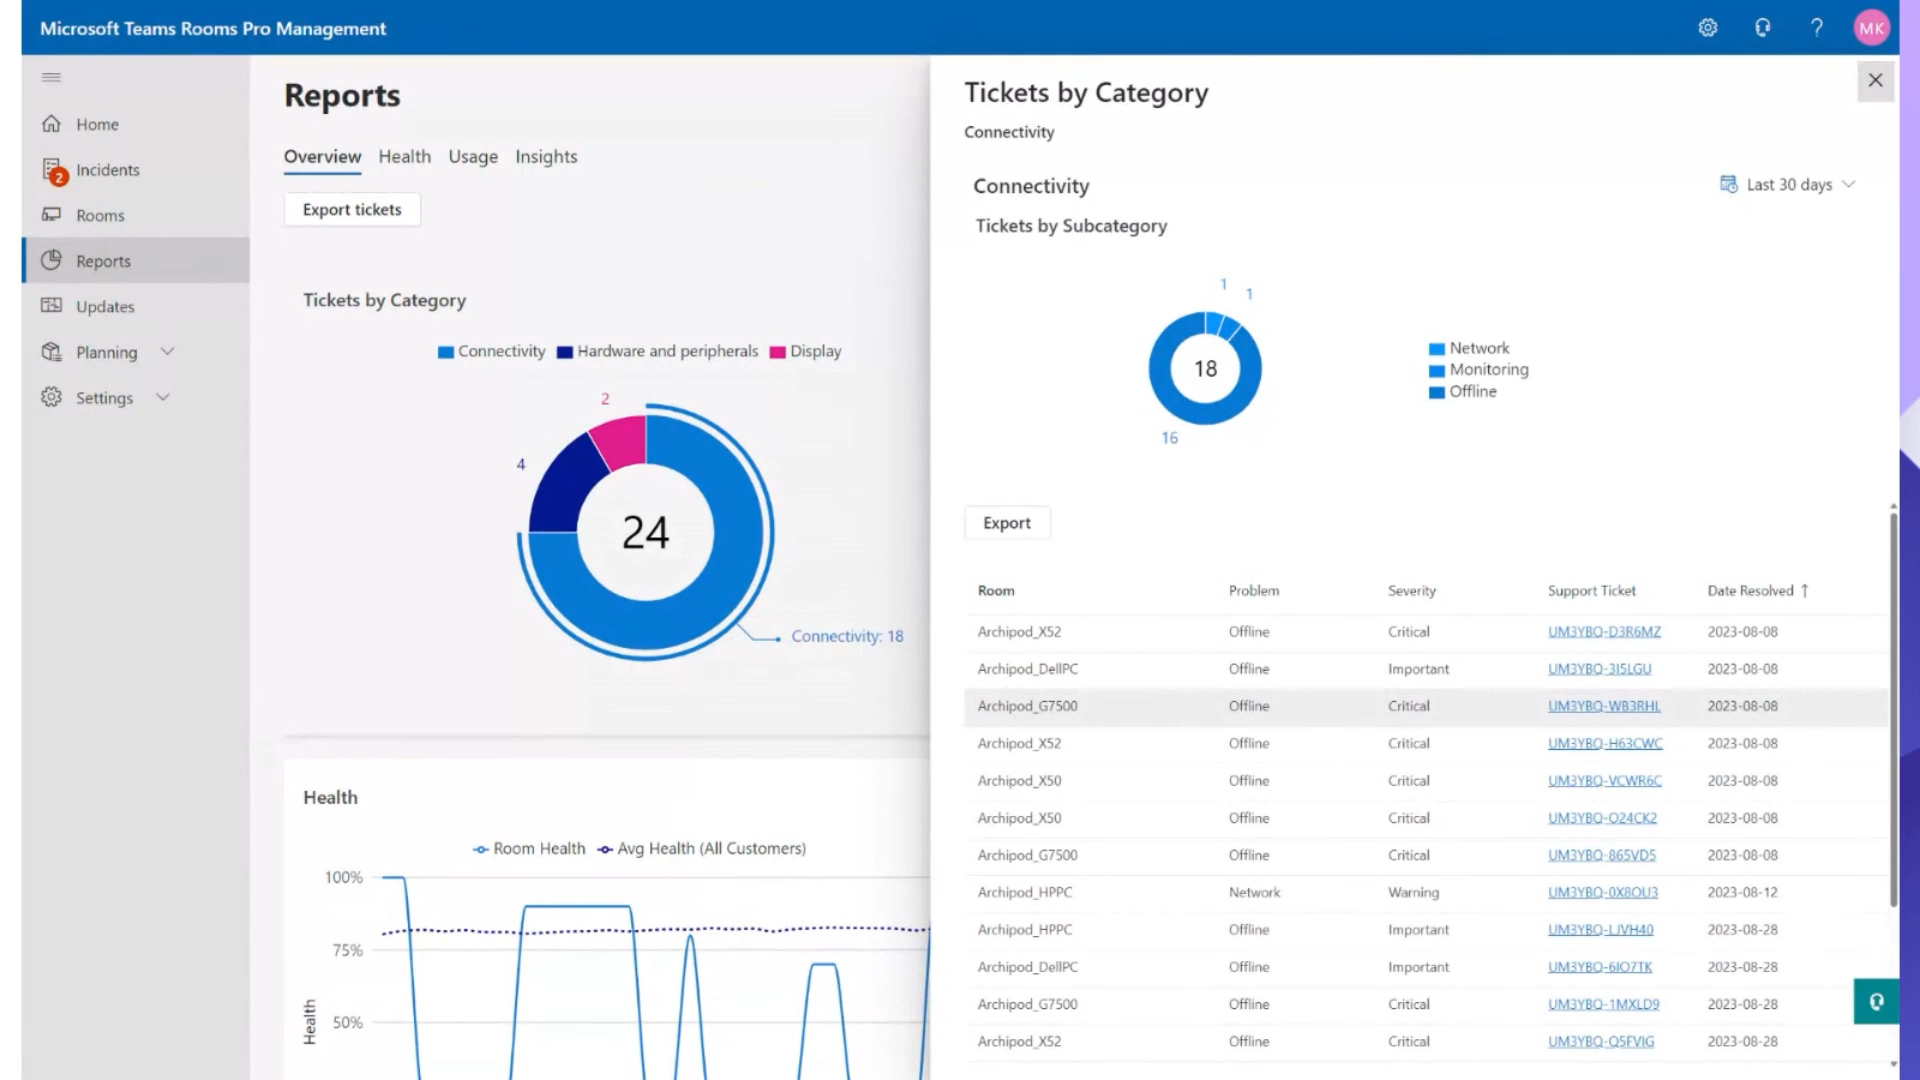 Microsoft Teams Rooms Pro Management
MK
Home
2
Incidents
Rooms
Reports
Updates
Planning
Settings
Reports
Overview Health Usage Insights
Export tickets
Tickets by Category
Connectivity Hardware and peripherals Display
2
4
24
Connectivity: 18
Health
Room Health Avg Health (All Customers)
100%
75%
50%
Health
Tickets by Category
Connectivity
Connectivity
Last 30 days
Tickets by Subcategory
1
1
18
16
Network
Monitoring
Offline
Export
Room Problem Severity Support Ticket Date Resolved ↑
Archipod_X52 Offline Critical UM3YBQ-D3R6MZ 2023-08-08
Archipod_DellPC Offline Important UM3YBQ-3I5LGU 2023-08-08
Archipod_G7500 Offline Critical UM3YBQ-WB3RHL 2023-08-08
Archipod_X52 Offline Critical UM3YBQ-H63CWC 2023-08-08
Archipod_X50 Offline Critical UM3YBQ-VCWR6C 2023-08-08
Archipod_X50 Offline Critical UM3YBQ-O24CK2 2023-08-08
Archipod_G7500 Offline Critical UM3YBQ-865VD5 2023-08-08
Archipod_HPPC Network Warning UM3YBQ-0X8OU3 2023-08-12
Archipod_HPPC Offline Important UM3YBQ-LJVH40 2023-08-28
Archipod_DellPC Offline Important UM3YBQ-6IO7TK 2023-08-28
Archipod_G7500 Offline Critical UM3YBQ-1MXLD9 2023-08-28
Archipod_X52 Offline Critical UM3YBQ-Q5FVIG 2023-08-28